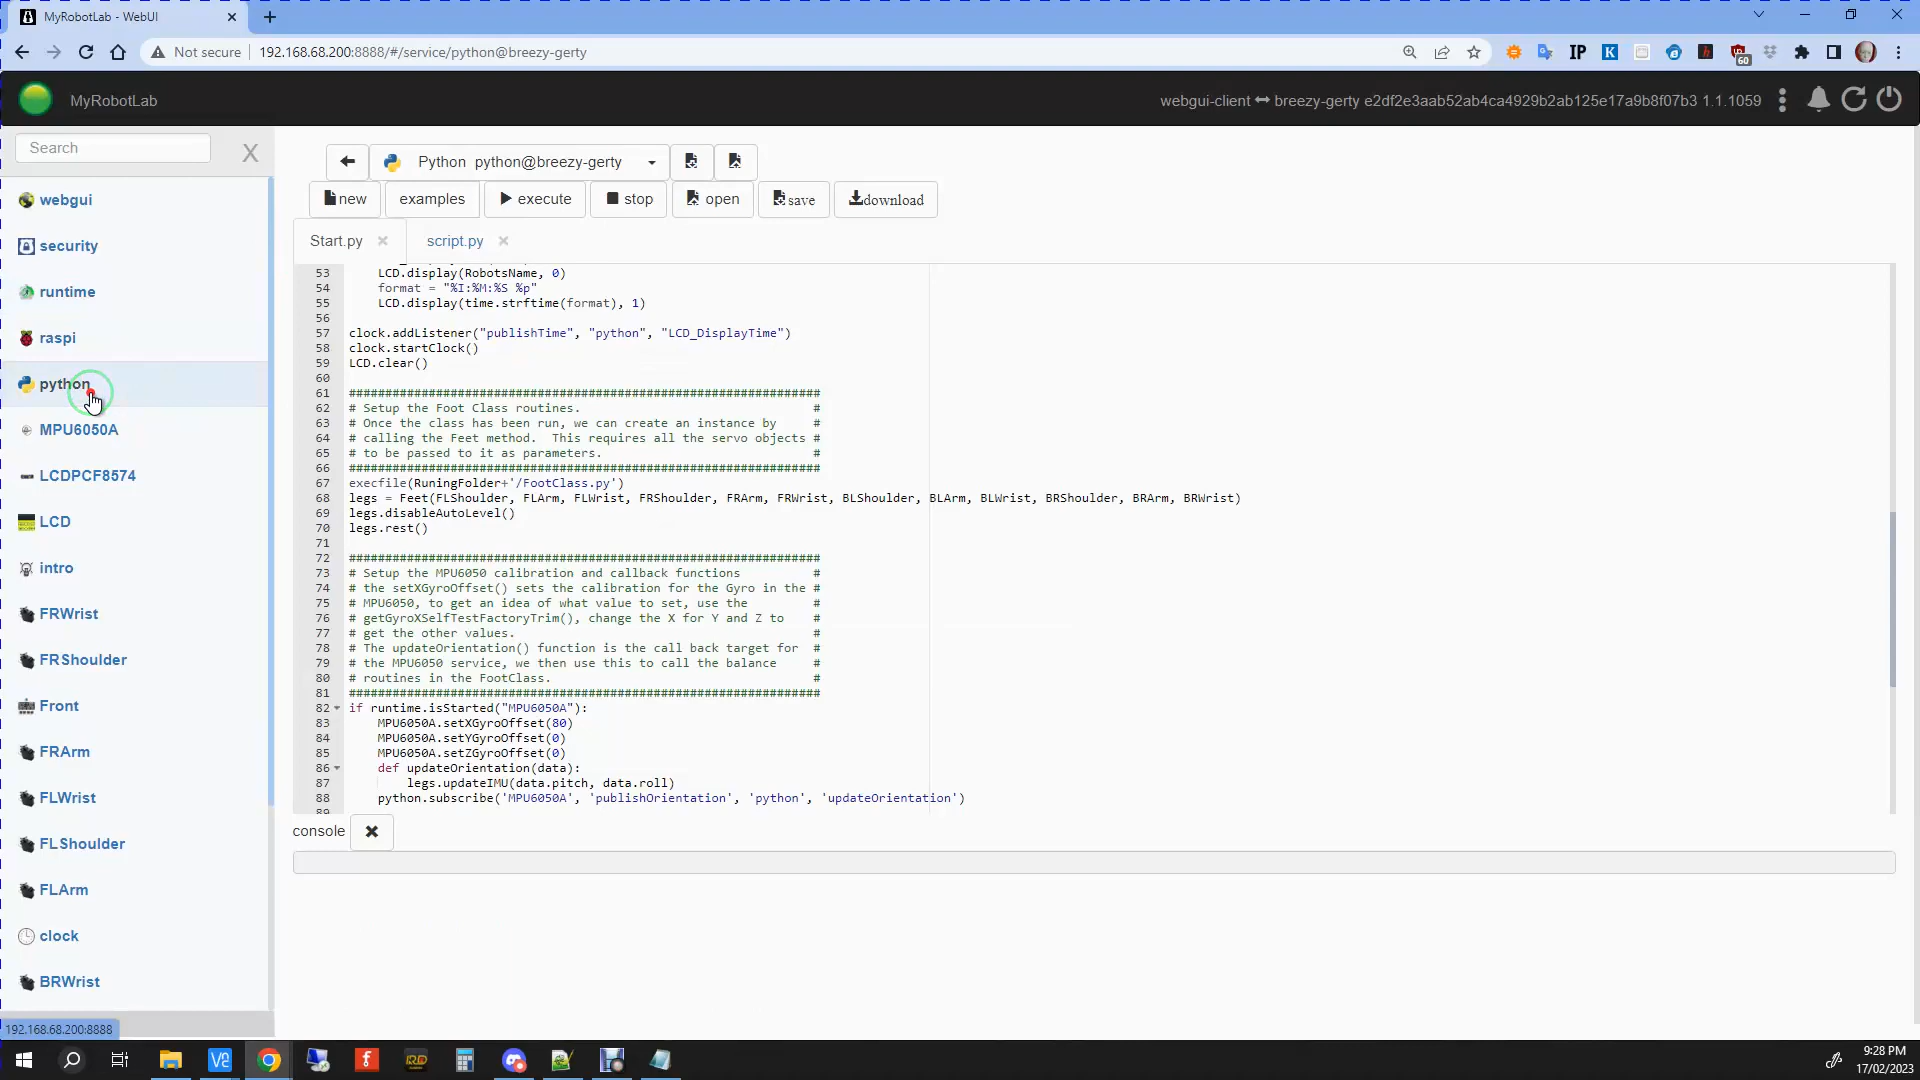 MyRobotLab - WebUI
Not secure
192.168.68.200:8888/#/service/python@breezy-gerty
IP
K
60
MyRobotLab
webgui-client
breezy-gerty e2df2e3aab52ab4ca4929b2ab125e17a9b8f07b3 1.1.1059
Search
X
webgui
security
runtime
raspi
python
MPU6050A
LCDPCF8574
LCD
intro
FRWrist
FRShoulder
Front
FRArm
FLWrist
FLShoulder
FLArm
clock
BRWrist
192.168.68.200:8888
Python python@breezy-gerty
new
examples
execute
stop
open
save
download
Start.py
script.py
53 LCD.display(RobotsName, 0)
54 format = "%I:%M:%S %p"
55 LCD.display(time.strftime(format), 1)
56
57 clock.addListener("publishTime", "python", "LCD_DisplayTime")
58 clock.startClock()
59 LCD.clear()
60
61 #################################################################
62 # Setup the Foot Class routines. #
63 # Once the class has been run, we can create an instance by #
64 # calling the Feet method. This requires all the servo objects #
65 # to be passed to it as parameters. #
66 #################################################################
67 execfile(RuningFolder+'/FootClass.py')
68 legs = Feet(FLShoulder, FLArm, FLWrist, FRShoulder, FRArm, FRWrist, BLShoulder, BLArm, BLWrist, BRShoulder, BRArm, BRWrist)
69 legs.disableAutoLevel()
70 legs.rest()
71
72 #################################################################
73 # Setup the MPU6050 calibration and callback functions #
74 # the setXGyroOffset() sets the calibration for the Gyro in the #
75 # MPU6050, to get an idea of what value to set, use the #
76 # getGyroXSelfTestFactoryTrim(), change the X for Y and Z to #
77 # get the other values. #
78 # The updateOrientation() function is the call back target for #
79 # the MPU6050 service, we then use this to call the balance #
80 # routines in the FootClass. #
81 #################################################################
82 if runtime.isStarted("MPU6050A"):
83 MPU6050A.setXGyroOffset(80)
84 MPU6050A.setYGyroOffset(0)
85 MPU6050A.setZGyroOffset(0)
86 def updateOrientation(data):
87 legs.updateIMU(data.pitch, data.roll)
88 python.subscribe('MPU6050A', 'publishOrientation', 'python', 'updateOrientation')
89
console
9:28 PM
17/02/2023